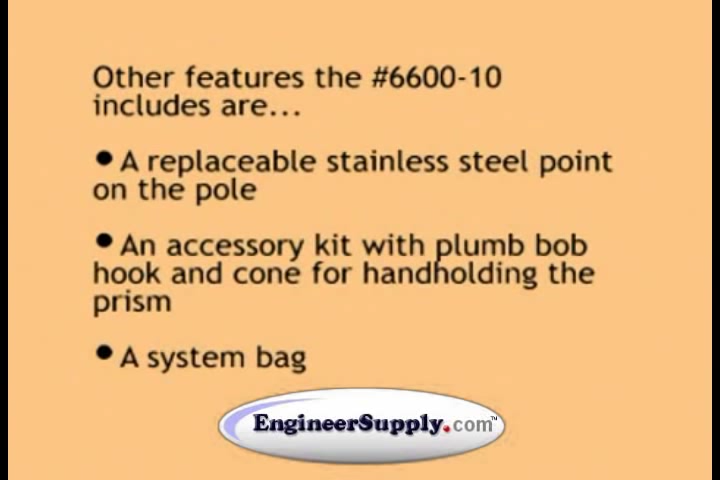 Other features the #6600-10
includes are...
•A replaceable stainless steel point
on the pole
•An accessory kit with plumb bob
hook and cone for handholding the
prism
•A system bag
EngineerSupply.com™